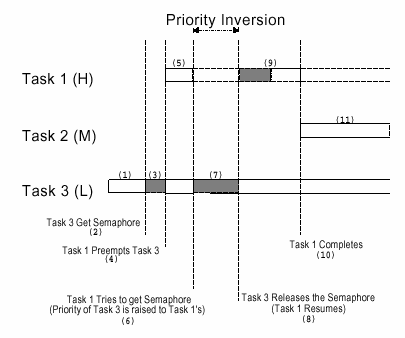 Priority Inversion
(5)
(9)
Task 1 (H)
(11)
Task 2 (M)
(1)
(3)
(7)
Task 3 (L)
Task 3 Get Semaphore
(2)
Task 1 Preempts Task 3
(4)
Task 1 Completes
(10)
Task 1 Tries to get Semaphore
(Priority of Task 3 is raised to Task 1's)
(6)
Task 3 Releases the Semaphore
(Task 1 Resumes)
(8)